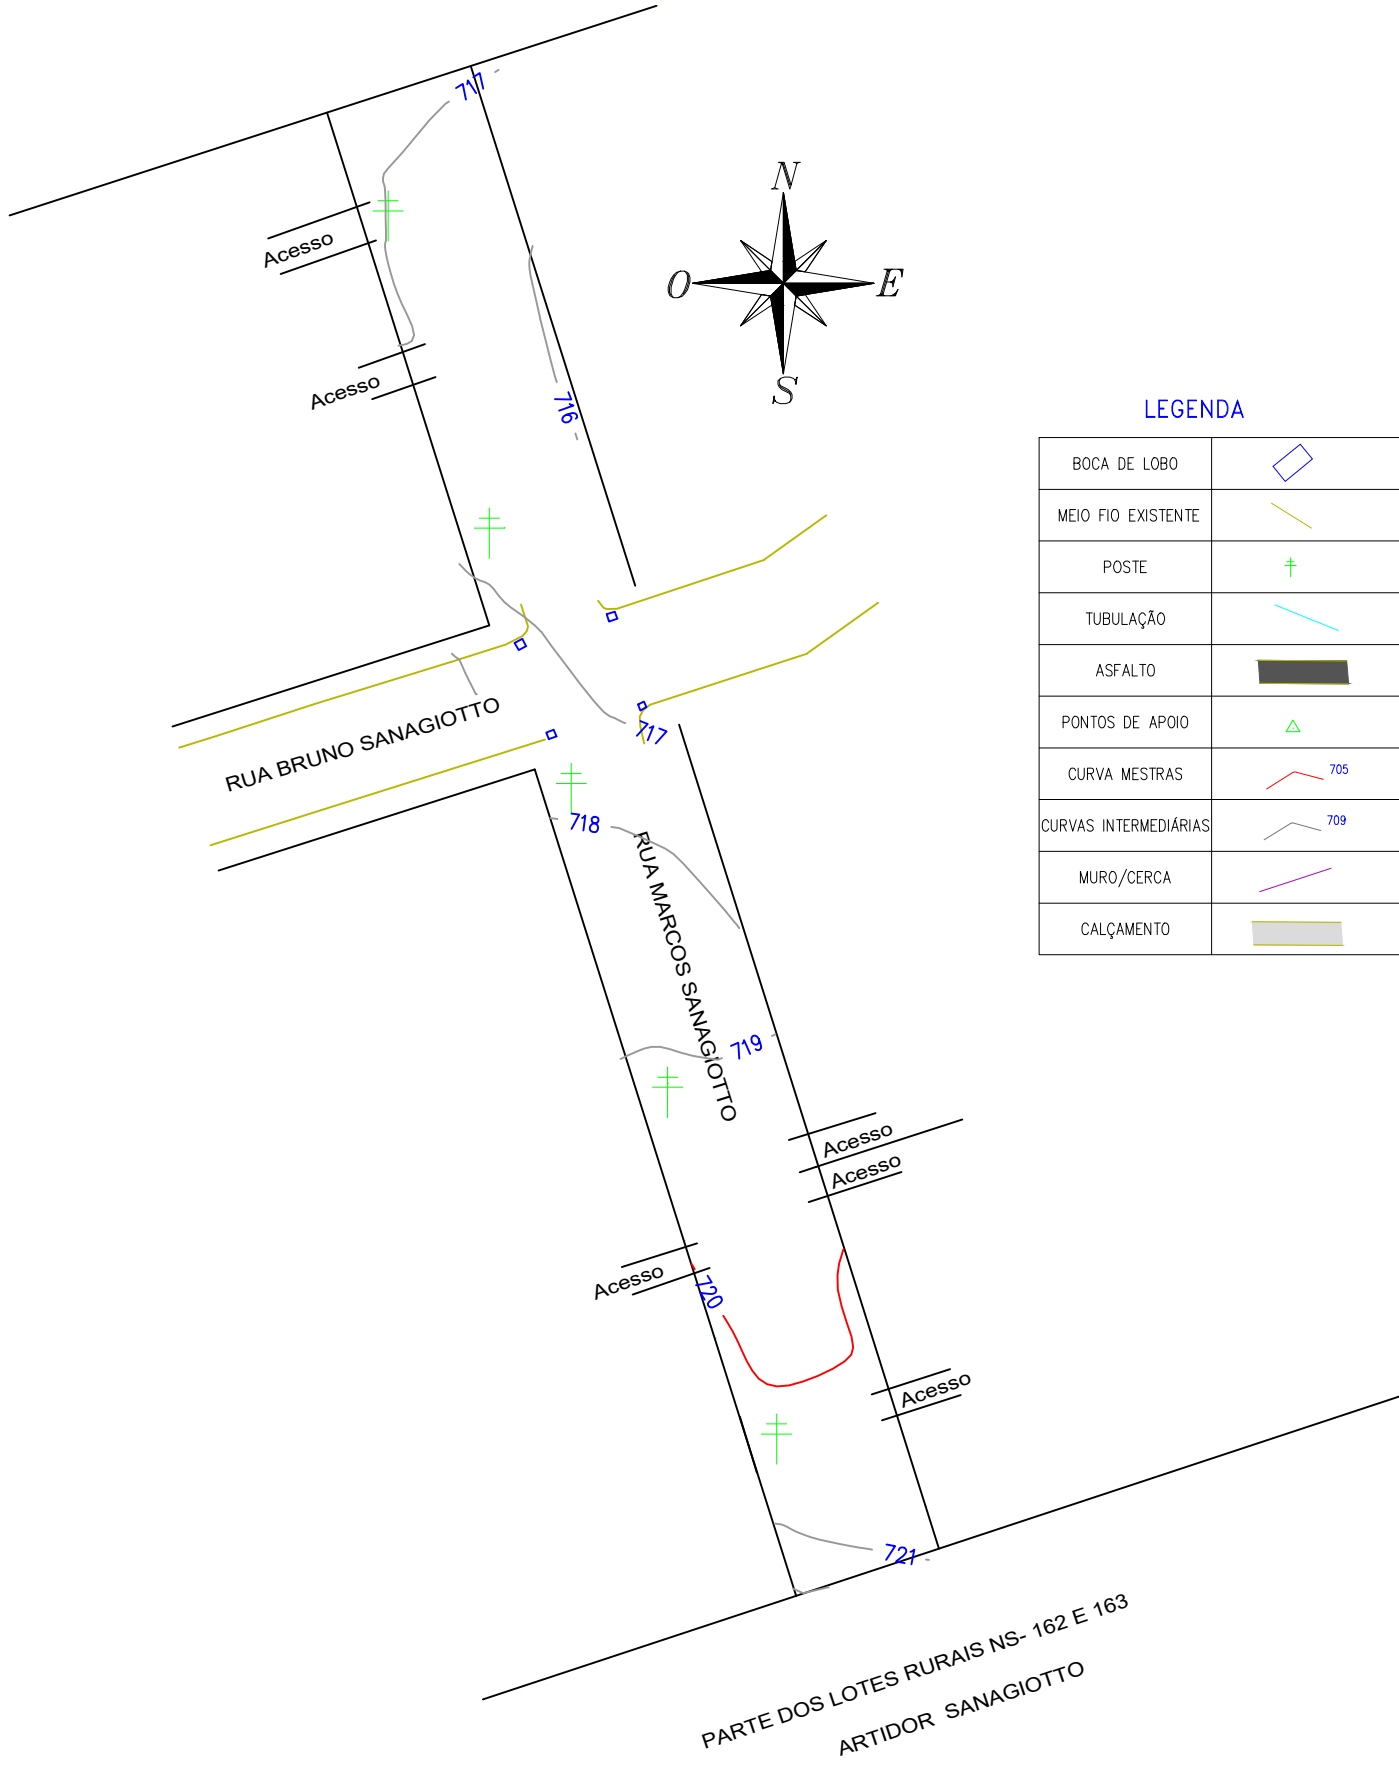 717
N
Acesso
O
E
Acesso
716
S
LEGENDA
BOCA DE LOBO
MEIO FIO EXISTENTE
POSTE
TUBULAÇÃO
ASFALTO
PONTOS DE APOIO
CURVA MESTRAS 705
CURVAS INTERMEDIÁRIAS 709
MURO/CERCA
CALÇAMENTO
RUA BRUNO SANAGIOTTO
717
718
RUA MARCOS SANAGIOTTO
719
Acesso
Acesso
Acesso
720
Acesso
721
PARTE DOS LOTES RURAIS NS- 162 E 163
ARTIDOR SANAGIOTTO